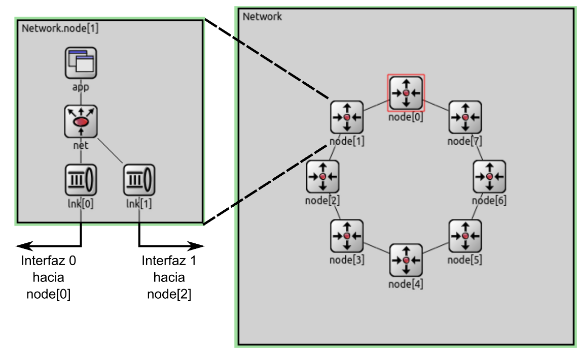 Network.node[1]
app
net
lnk[0]
lnk[1]
Interfaz 0
hacia
node[0]
Interfaz 1
hacia
node[2]
Network
node[0]
node[1]
node[7]
node[2]
node[6]
node[3]
node[5]
node[4]